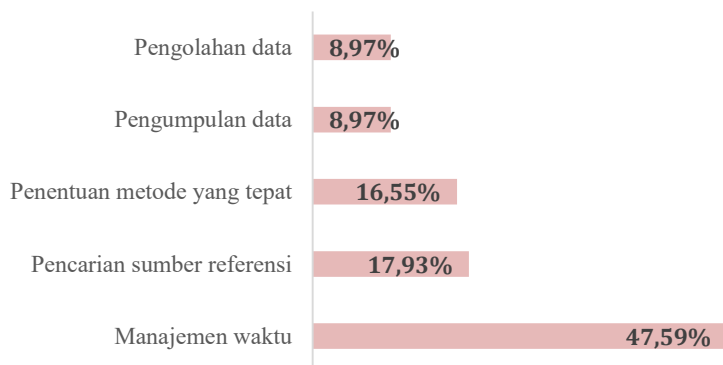 Pengolahan data 8,97%
Pengumpulan data 8,97%
Penentuan metode yang tepat 16,55%
Pencarian sumber referensi 17,93%
Manajemen waktu 47,59%